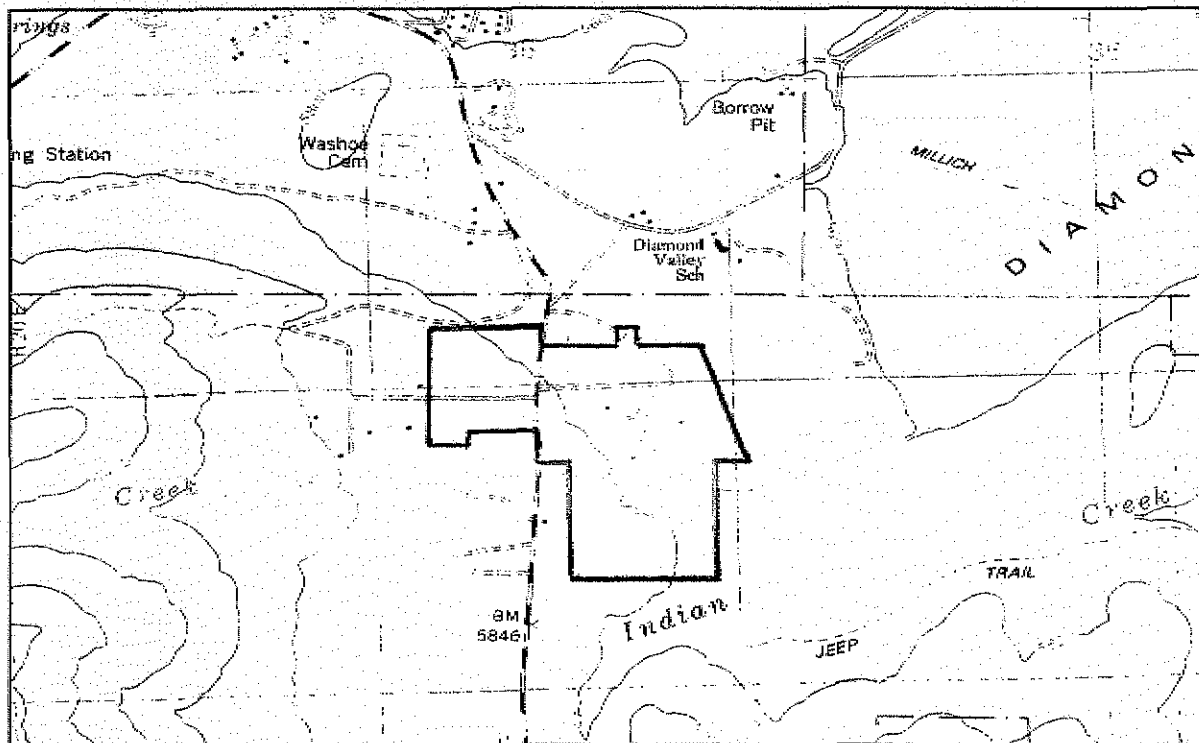 rings
Borrow
Pit
Washoe
Cem
ng Station
MILLICH
DIAMON
Diamond
Valley
Sch
R 20 E
Creek
Creek
TRAIL
Indian
BM
5846
JEEP